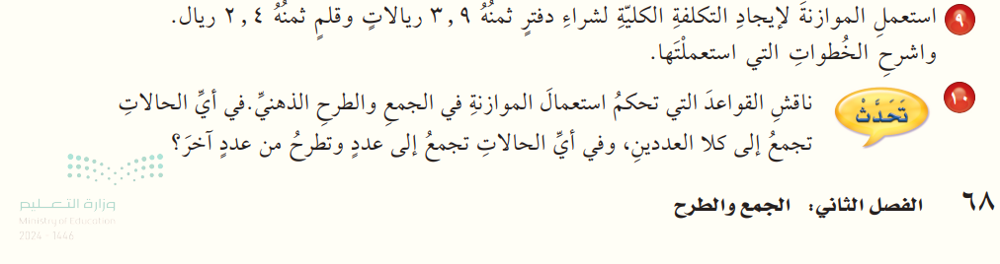 ٩ استعملِ الموازنةَ لإيجادِ التكلفةِ الكليّةِ لشراءِ دفترٍ ثمنُهُ ٣,٩ ريالاتٍ وقلمٍ ثمنُهُ ٢,٤ ريال.
واشرحِ الخُطواتِ التي استعملْتَها.
١٠ تَحَدَّثْ ناقشِ القواعدَ التي تحكمُ استعمالَ الموازنةِ في الجمعِ والطرحِ الذهنيِّ. في أيِّ الحالاتِ
تجمعُ إلى كلا العددينِ، وفي أيِّ الحالاتِ تجمعُ إلى عددٍ وتطرحُ من عددٍ آخرَ؟
٦٨ الفصل الثاني: الجمع والطرح
وزارة التعليم
Ministry of Education
2024 - 1446